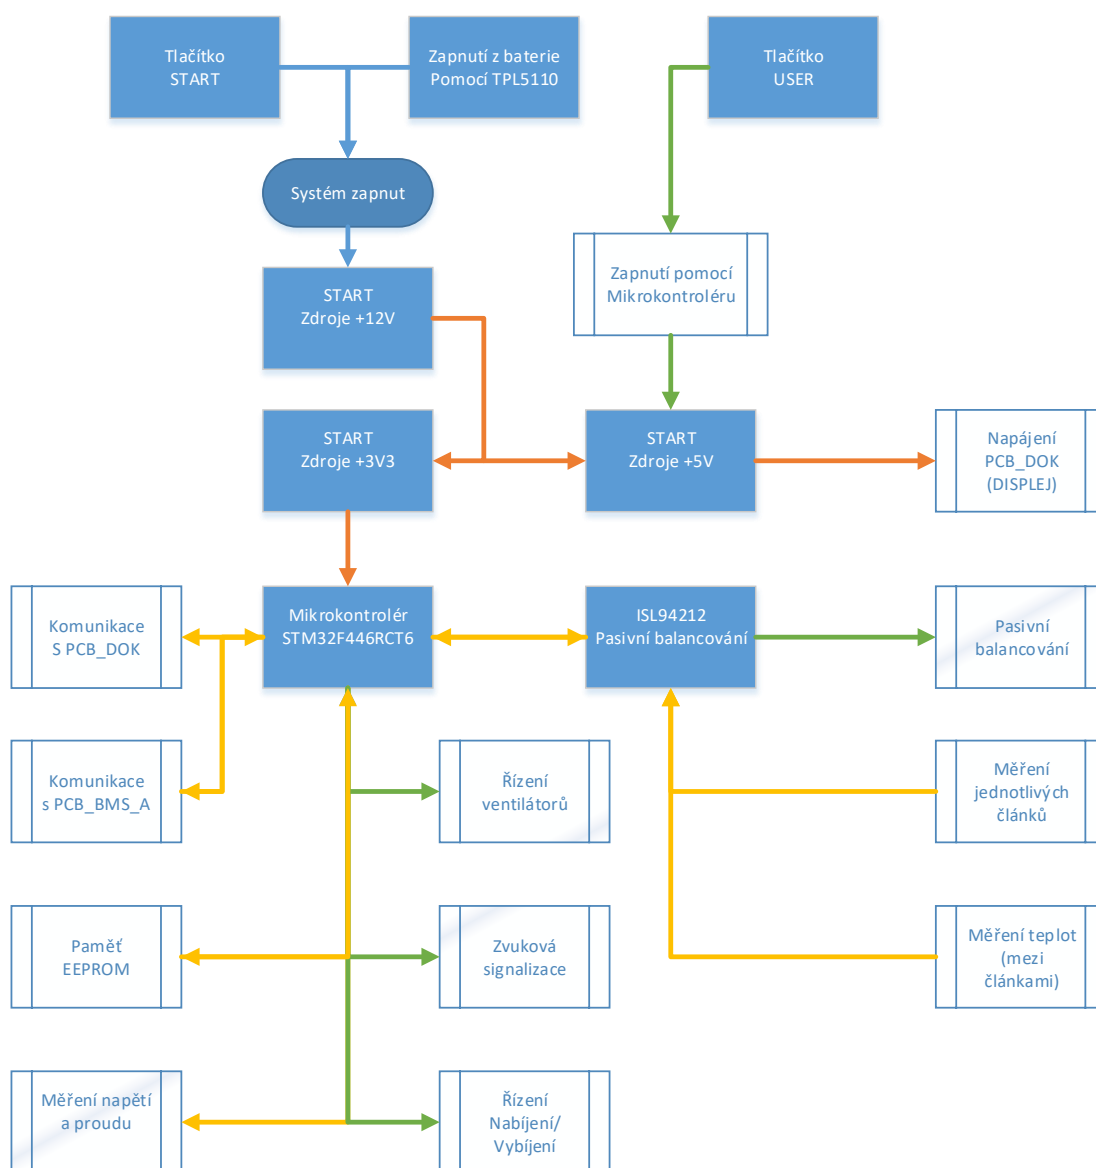 Tlačítko
START
Zapnutí z baterie
Pomocí TPL5110
Tlačítko
USER
Systém zapnut
START
Zdroje +12V
Zapnutí pomocí
Mikrokontroléru
START
Zdroje +3V3
START
Zdroje +5V
Napájení
PCB_DOK
(DISPLEJ)
Komunikace
S PCB_DOK
Mikrokontrolér
STM32F446RCT6
ISL94212
Pasivní balancování
Pasivní
balancování
Komunikace
s PCB_BMS_A
Řízení
ventilátorů
Měření
jednotlivých
článků
Paměť
EEPROM
Zvuková
signalizace
Měření teplot
(mezi
článkami)
Měření napětí
a proudu
Řízení
Nabíjení/
Vybíjení